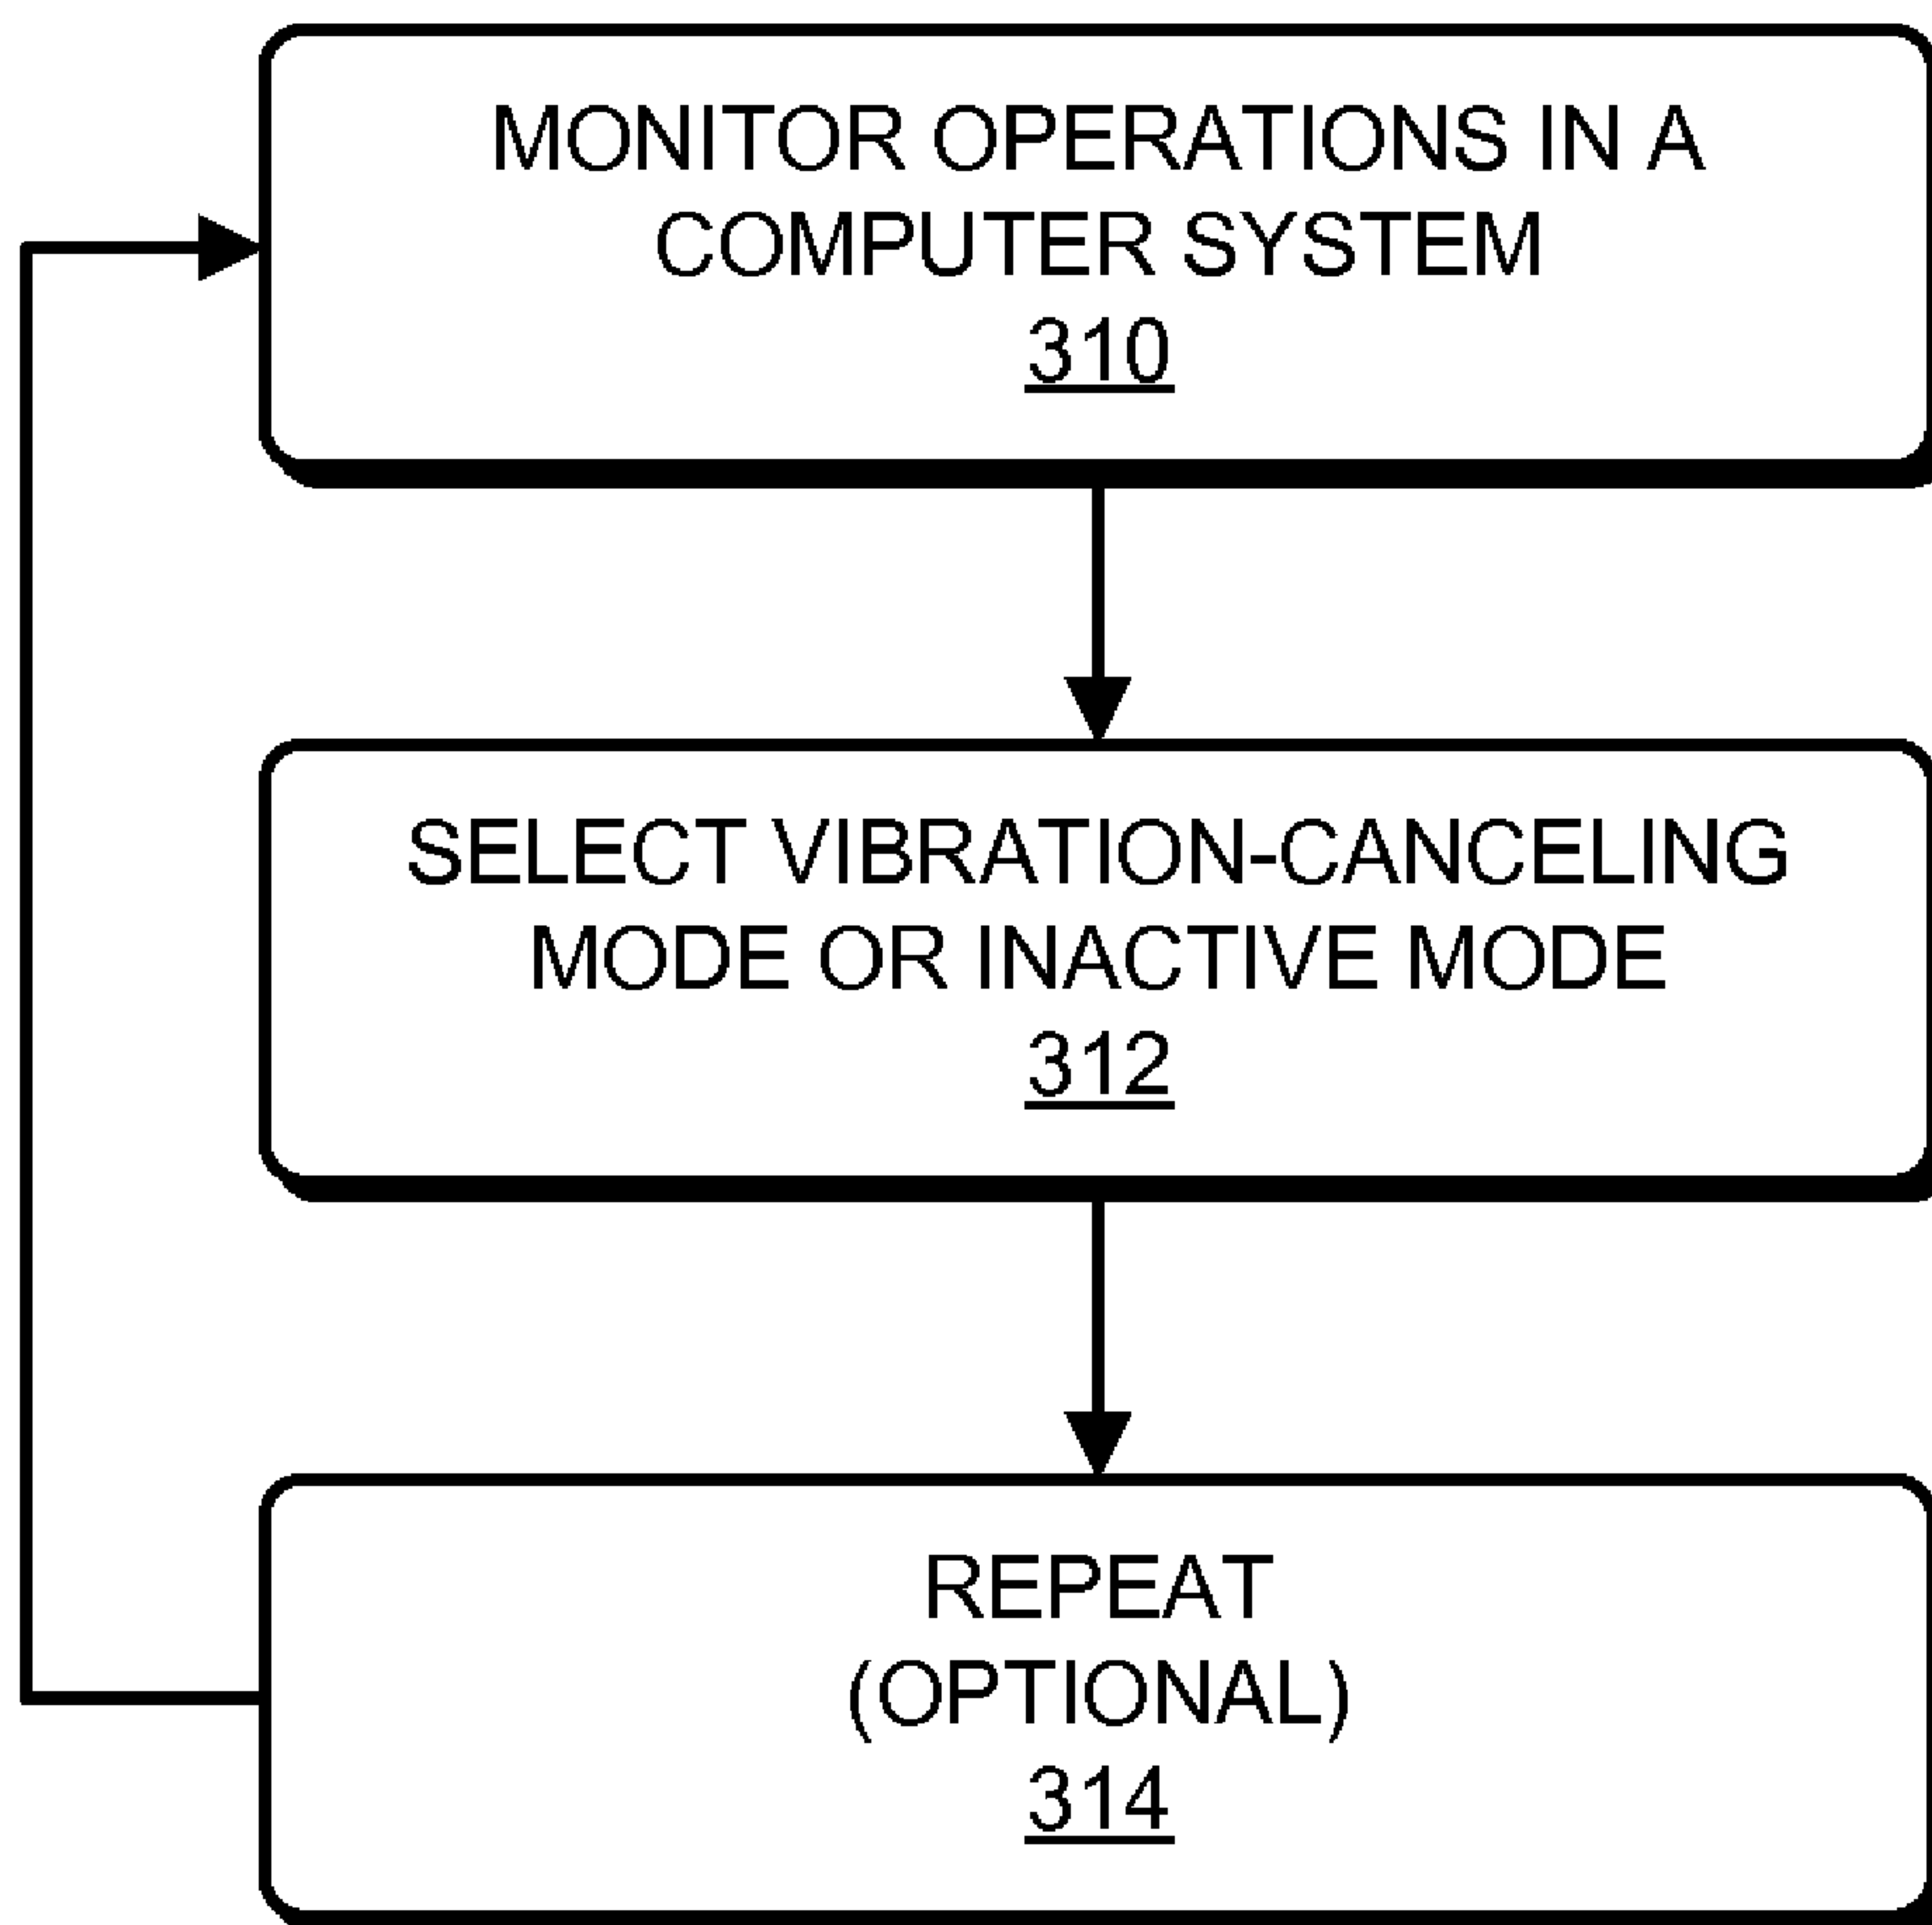 MONITOR OPERATIONS IN A
COMPUTER SYSTEM
310
SELECT VIBRATION-CANCELING
MODE OR INACTIVE MODE
312
REPEAT
(OPTIONAL)
314